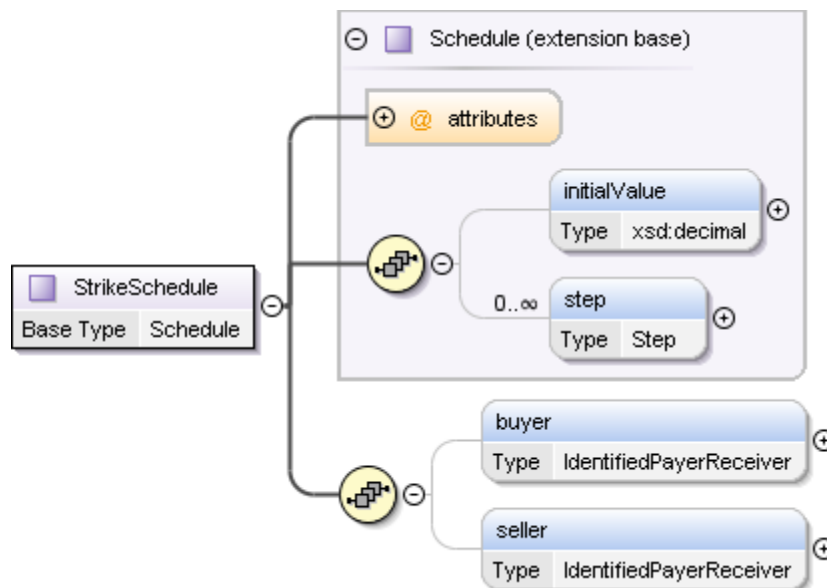 Schedule (extension base)
@ attributes
initialValue
Type xsd:decimal
0..∞
step
Type Step
StrikeSchedule
Base Type Schedule
buyer
Type IdentifiedPayerReceiver
seller
Type IdentifiedPayerReceiver